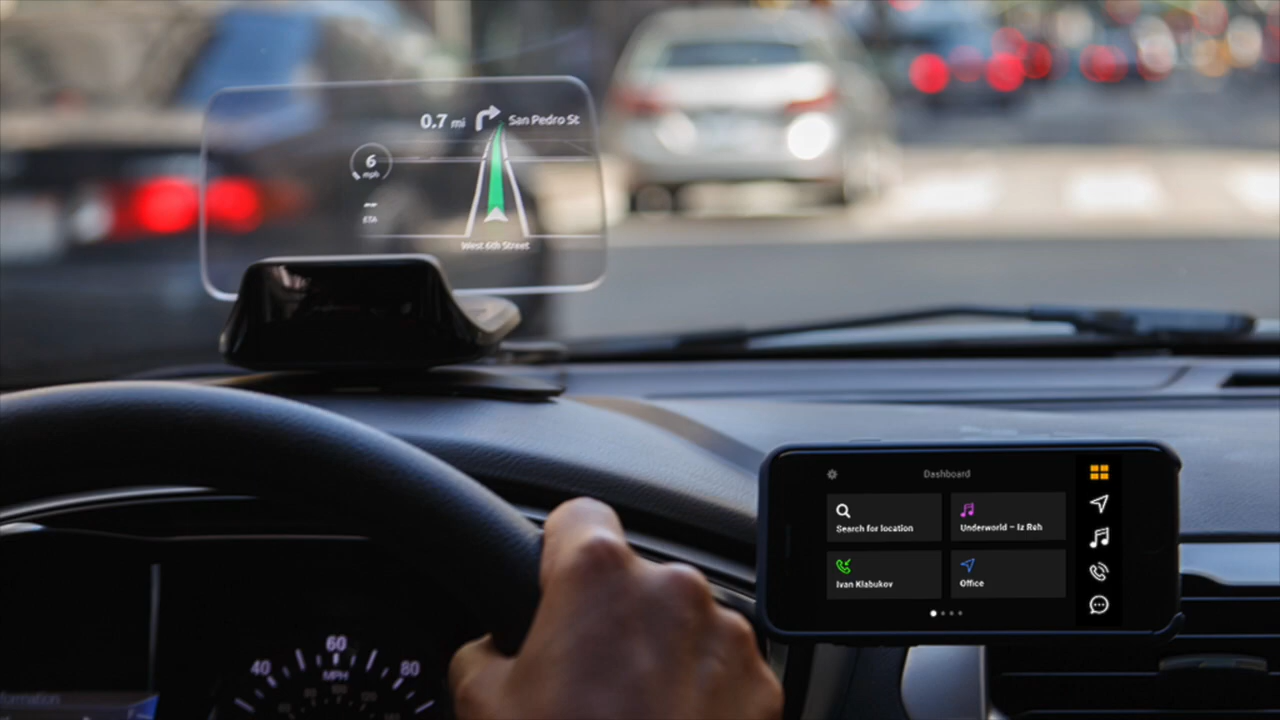 0.7 mi
San Pedro St
6
mph
--
ETA
West 6th Street
Dashboard
Search for location
Underworld – Iz Reh
Ivan Klabukov
Office
60
40
80
MPH
formation